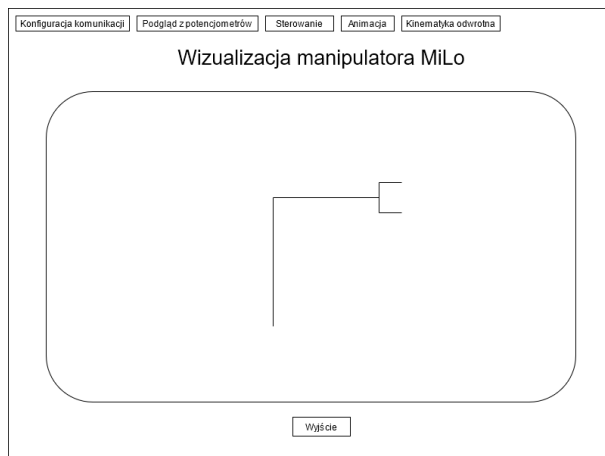 Konfiguracja komunikacji
Podgląd z potencjometrów
Sterowanie
Animacja
Kinematyka odwrotna
Wizualizacja manipulatora MiLo
Wyjście